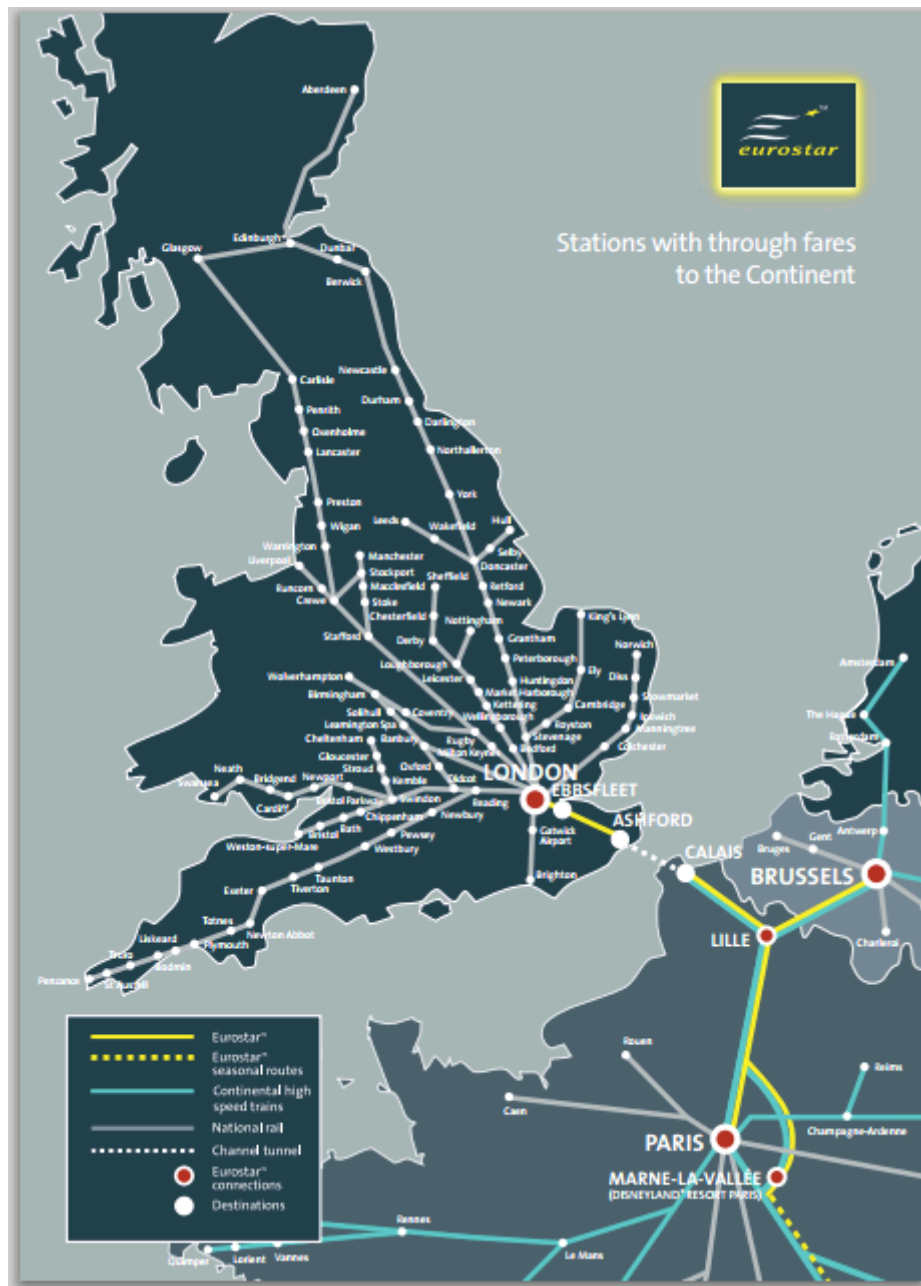 Aberdeen
TM
eurostar
Stations with through fares
to the Continent
Edinburgh
Glasgow
Dunbar
Berwick
Newcastle
Carlisle
Durham
Penrith
Darlington
Oxenholme
Northallerton
Lancaster
York
Preston
Leeds
Hull
Wigan
Wakefield
Warrington
Selby
Liverpool
Manchester
Doncaster
Stockport
Sheffield
Runcorn
Macclesfield
Retford
Crewe
Stoke
Newark
Chesterfield
King's Lynn
Nottingham
Stafford
Derby
Grantham
Norwich
Loughborough
Peterborough
Ely
Amsterdam
Wolverhampton
Leicester
Huntingdon
Diss
Birmingham
Market Harborough
Stowmarket
Solihull
Coventry
Kettering
Cambridge
The Hague
Leamington Spa
Wellingborough
Royston
Ipswich
Cheltenham
Banbury
Rugby
Stevenage
Manningtree
Rotterdam
Gloucester
Milton Keynes
Bedford
Colchester
Stroud
Oxford
LONDON
Neath
Kemble
Didcot
EBBSFLEET
Swansea
Bridgend
Newport
Cardiff
Bristol Parkway
Swindon
Reading
ASHFORD
Chippenham
Newbury
Bath
Bristol
Weston-super-Mare
Pewsey
Westbury
Gatwick
Airport
Antwerp
Gent
Bruges
CALAIS
BRUSSELS
Taunton
Tiverton
Brighton
Exeter
Totnes
Newton Abbot
Liskeard
Plymouth
LILLE
Charleroi
Truro
Bodmin
Penzance
St Austell
Eurostar™
Eurostar™
seasonal routes
Continental high
speed trains
National rail
Channel tunnel
Eurostar™
connections
Destinations
Rouen
Reims
Caen
PARIS
Champagne-Ardenne
MARNE-LA-VALLÉE
(DISNEYLAND® RESORT PARIS)
Rennes
Quimper
Lorient
Vannes
Le Mans